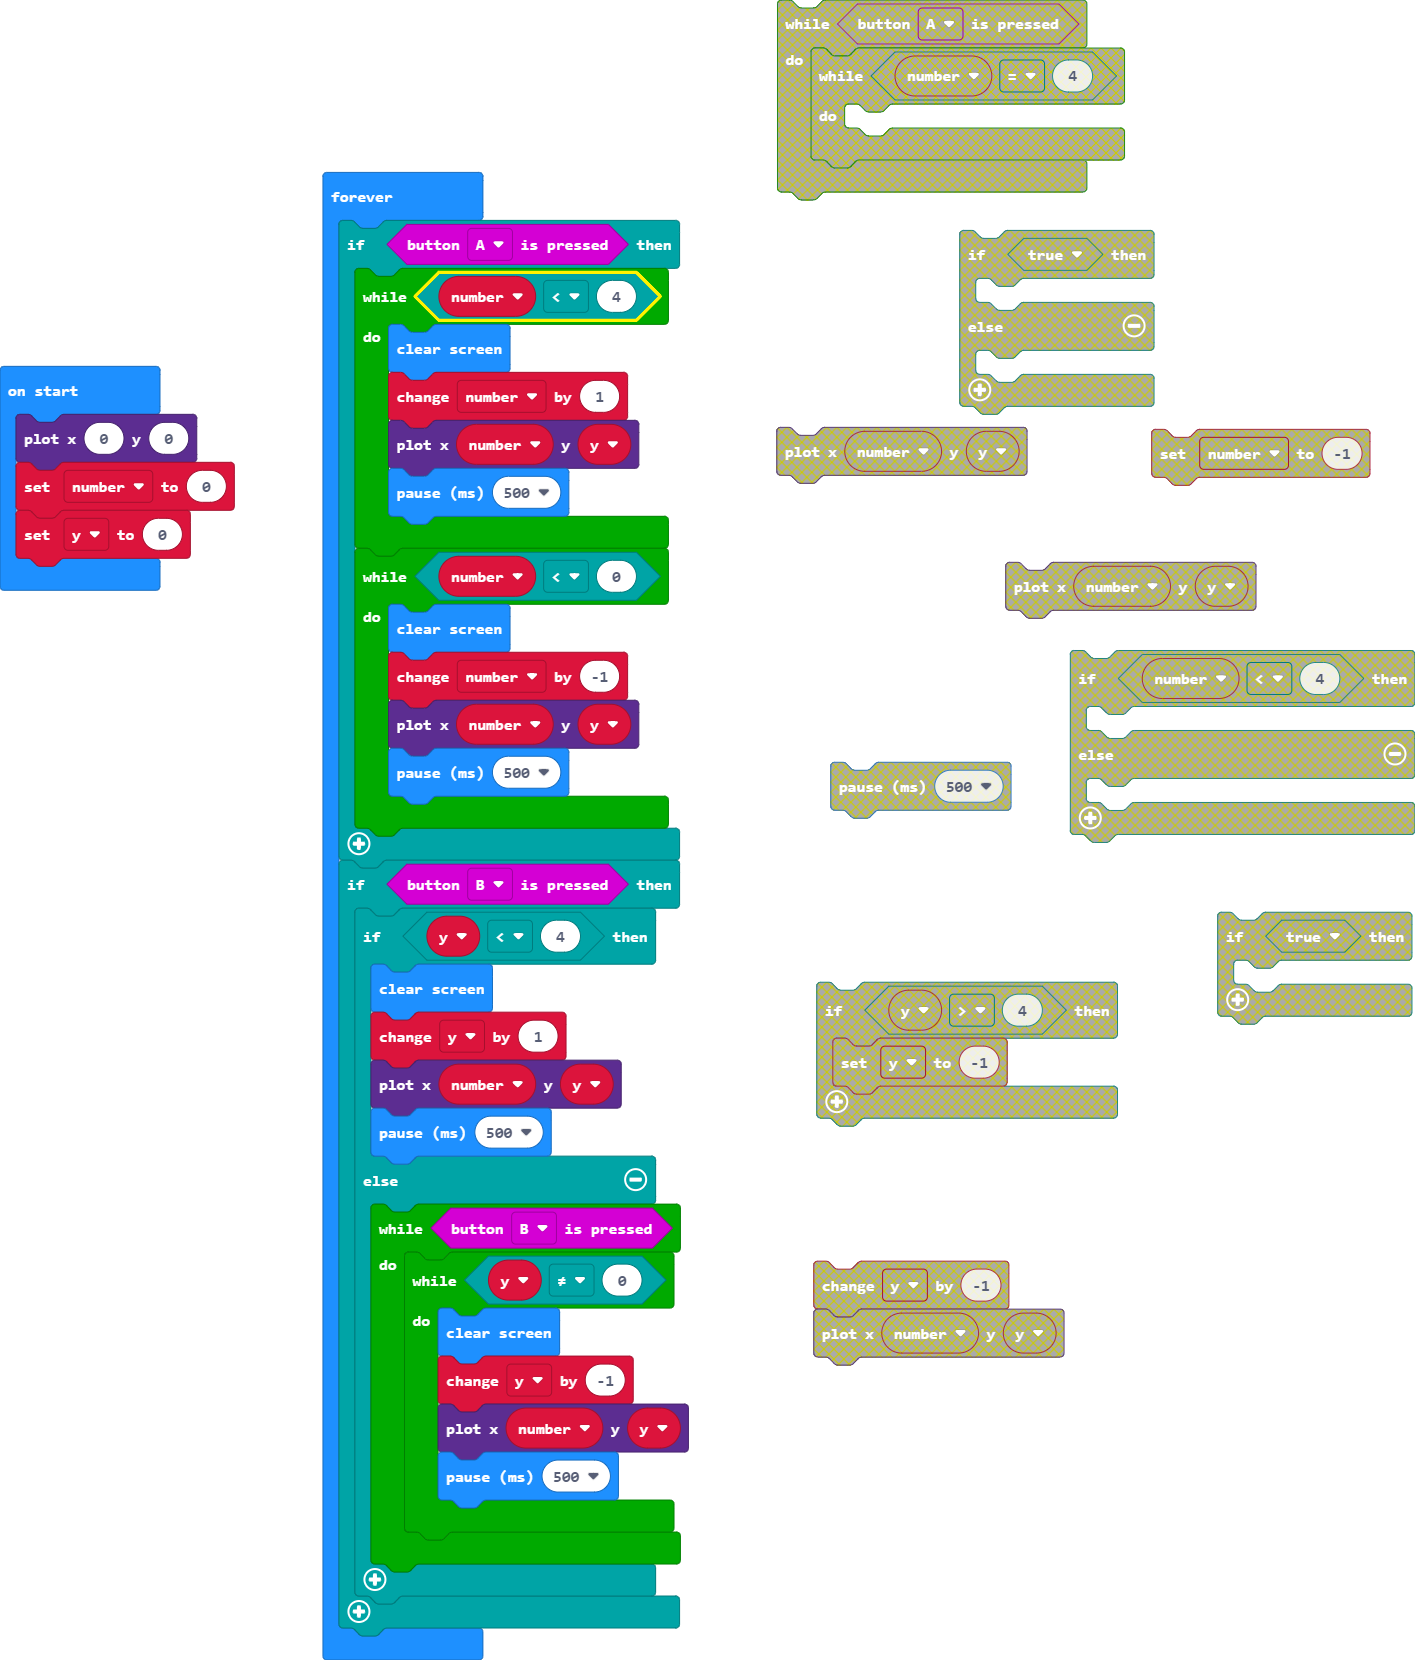 on start
plot x 0 y 0
set number to 0
set y to 0
forever
if button A is pressed then
while number < 4
do
clear screen
change number by 1
plot x number y y
pause (ms) 500
while number < 0
do
clear screen
change number by -1
plot x number y y
pause (ms) 500
if button B is pressed then
if y < 4 then
clear screen
change y by 1
plot x number y y
pause (ms) 500
else
while button B is pressed
do
while y ≠ 0
do
clear screen
change y by -1
plot x number y y
pause (ms) 500
while button A is pressed
do
while number = 4
do
if true then
else
plot x number y y
set number to -1
plot x number y y
if number < 4 then
else
pause (ms) 500
if true then
if y > 4 then
set y to -1
change y by -1
plot x number y y